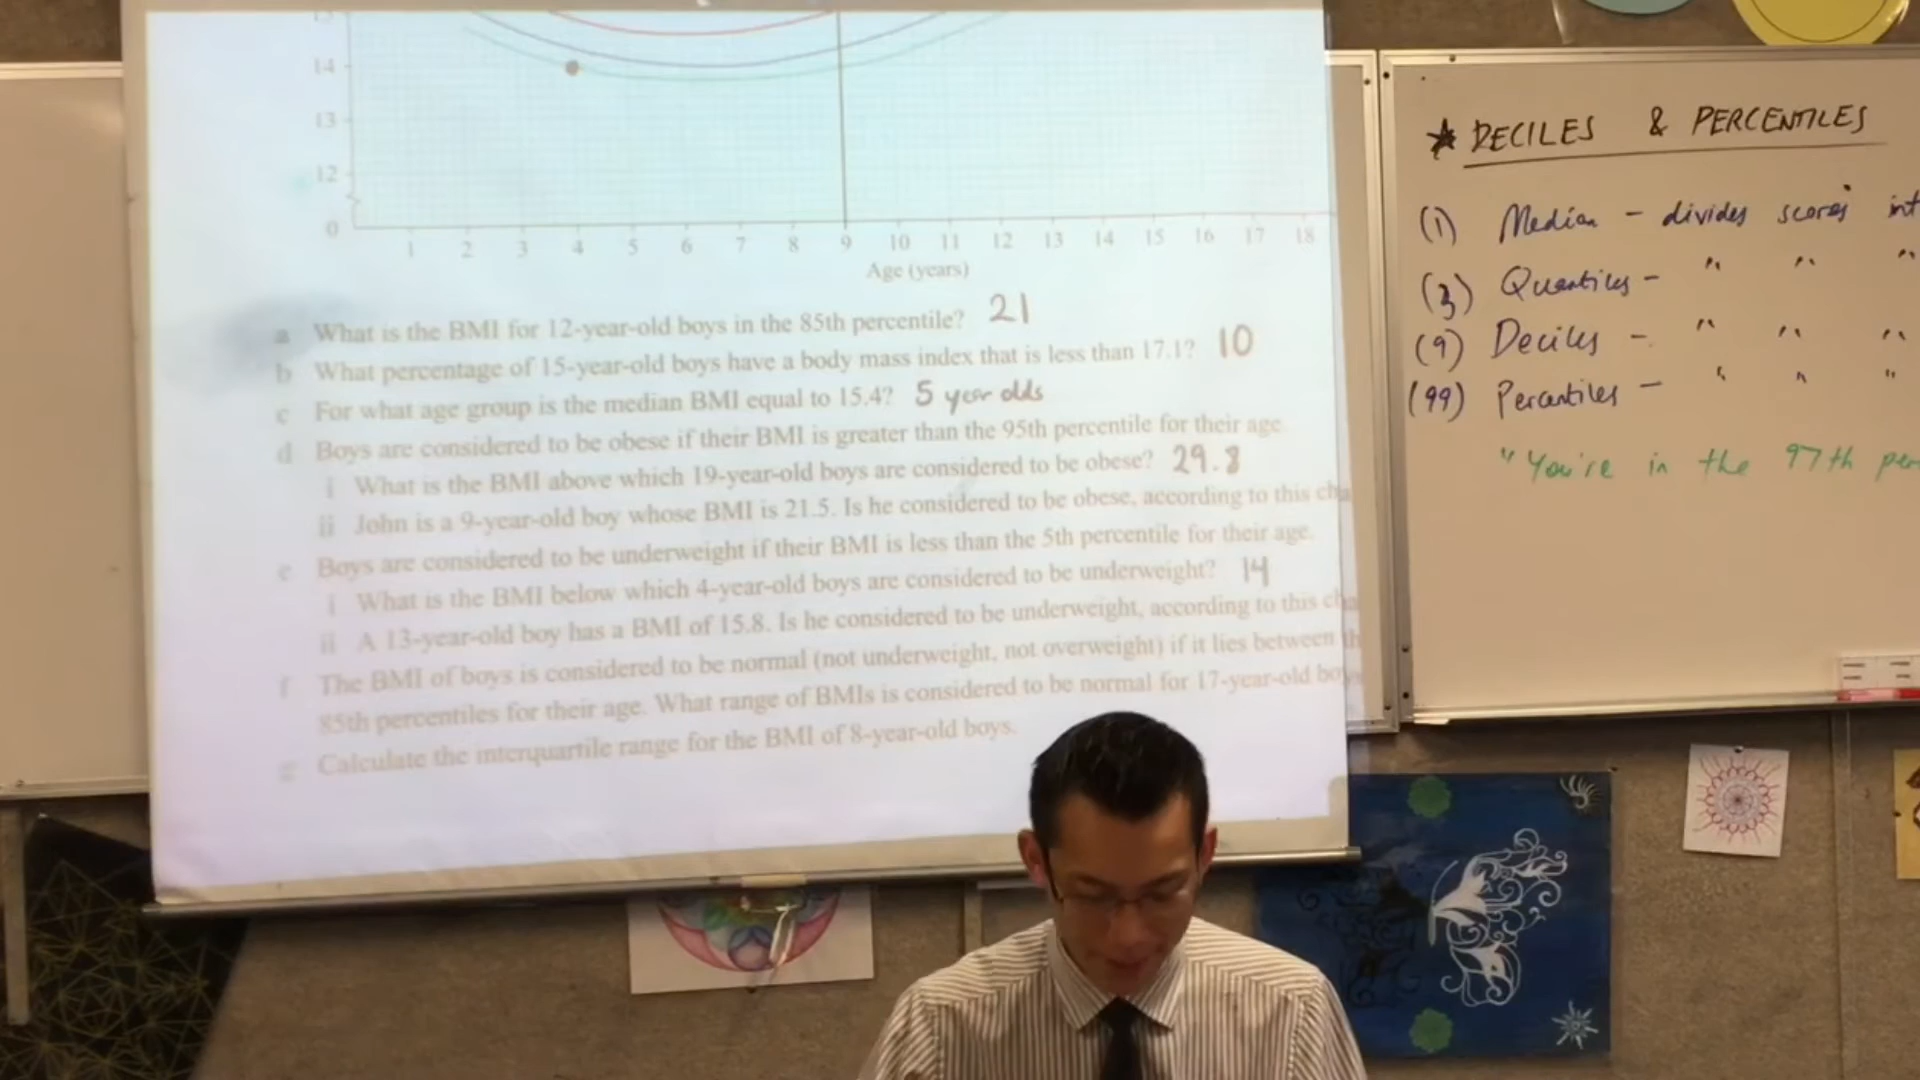 15
14
13
12
0
1 2 3 4 5 6 7 8 9 10 11 12 13 14 15 16 17 18
Age (years)
a What is the BMI for 12-year-old boys in the 85th percentile? 21
b What percentage of 15-year-old boys have a body mass index that is less than 17.1? 10
c For what age group is the median BMI equal to 15.4? 5 year olds
d Boys are considered to be obese if their BMI is greater than the 95th percentile for their age
i What is the BMI above which 19-year-old boys are considered to be obese? 29.8
ii John is a 9-year-old boy whose BMI is 21.5. Is he considered to be obese, according to this cha
e Boys are considered to be underweight if their BMI is less than the 5th percentile for their age.
i What is the BMI below which 4-year-old boys are considered to be underweight? 14
ii A 13-year-old boy has a BMI of 15.8. Is he considered to be underweight, according to this cha
f The BMI of boys is considered to be normal (not underweight, not overweight) if it lies between th
85th percentiles for their age. What range of BMIs is considered to be normal for 17-year-old boy
g Calculate the interquartile range for the BMI of 8-year-old boys.
★ DECILES & PERCENTILES
(1) Median - divides scores int
(3) Quantiles - " " "
(9) Deciles - " " "
(99) Percentiles - " " "
"You're in the 97th per